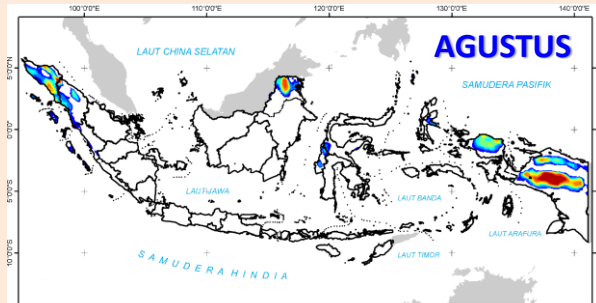 100°0'0"E 110°0'0"E 120°0'0"E 130°0'0"E 140°0'0"E
AGUSTUS
LAUT CHINA SELATAN
SAMUDERA PASIFIK
5°0'0"N
0°0'0"
5°0'0"S
10°0'0"S
LAUT JAWA
LAUT BANDA
LAUT ARAFURA
LAUT TIMOR
SAMUDERA HINDIA